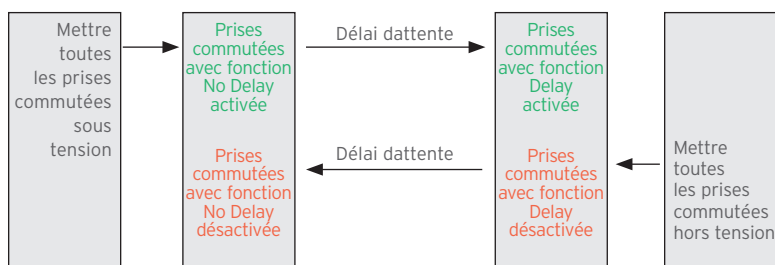 Mettre
toutes
les prises
commutées
sous
tension
Prises
commutées
avec fonction
No Delay
activée
Délai dattente
Prises
commutées
avec fonction
Delay
activée
Prises
commutées
avec fonction
No Delay
désactivée
Délai dattente
Prises
commutées
avec fonction
Delay
désactivée
Mettre
toutes
les prises
commutées
hors tension